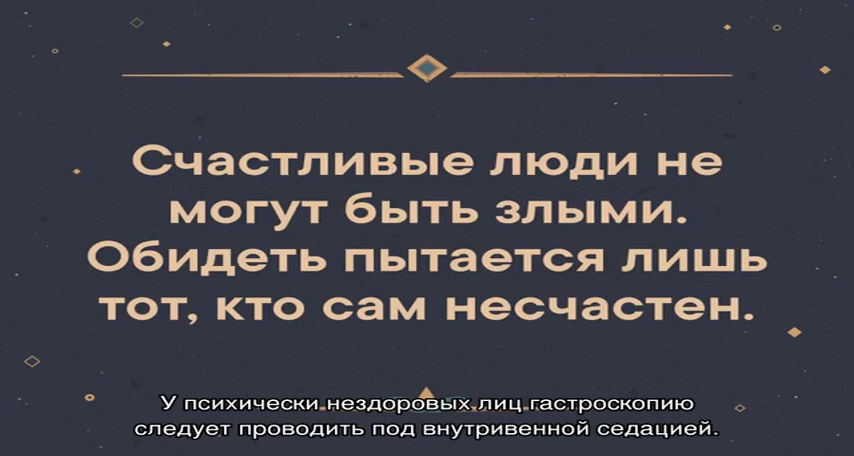 Счастливые люди не
могут быть злыми.
Обидеть пытается лишь
тот, кто сам несчастен.
У психически нездоровых лиц гастроскопию
следует проводить под внутривенной седацией.